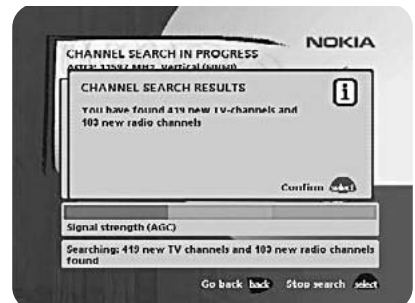 NOKIA
CHANNEL SEARCH IN PROGRESS
CHANNEL SEARCH RESULTS
i
You have found 419 new TV-channels and
103 new radio channels
Confirm select
Signal strength (AGC)
Searching: 419 new TV channels and 103 new radio channels
found
Go back back Stop search select